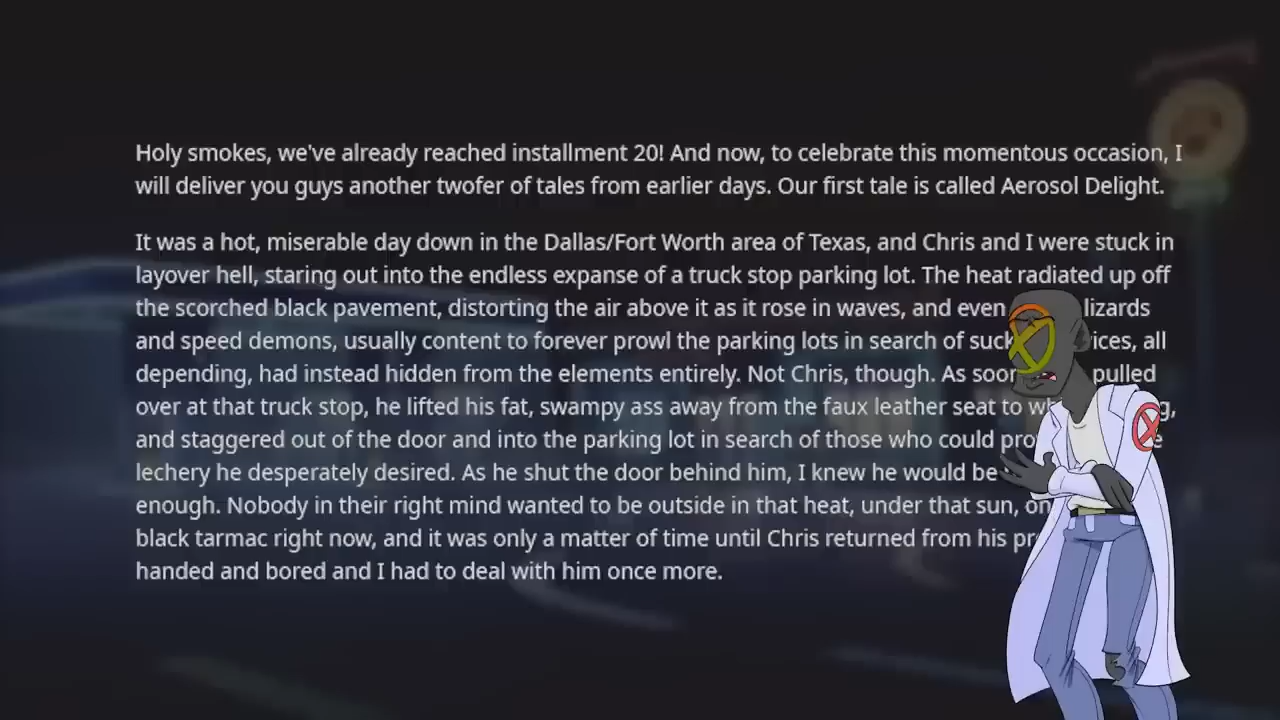 Holy smokes, we've already reached installment 20! And now, to celebrate this momentous occasion, I
will deliver you guys another twofer of tales from earlier days. Our first tale is called Aerosol Delight.
It was a hot, miserable day down in the Dallas/Fort Worth area of Texas, and Chris and I were stuck in
layover hell, staring out into the endless expanse of a truck stop parking lot. The heat radiated up off
the scorched black pavement, distorting the air above it as it rose in waves, and even lizards
and speed demons, usually content to forever prowl the parking lots in search of all
depending, had instead hidden from the elements entirely. Not Chris, though. As pulled
over at that truck stop, he lifted his fat, swampy ass away from the faux leather seat to
and staggered out of the door and into the parking lot in search of those who could
lechery he desperately desired. As he shut the door behind him, I knew he would be
enough. Nobody in their right mind wanted to be outside in that heat, under that sun,
black tarmac right now, and it was only a matter of time until Chris returned from his
handed and bored and I had to deal with him once more.